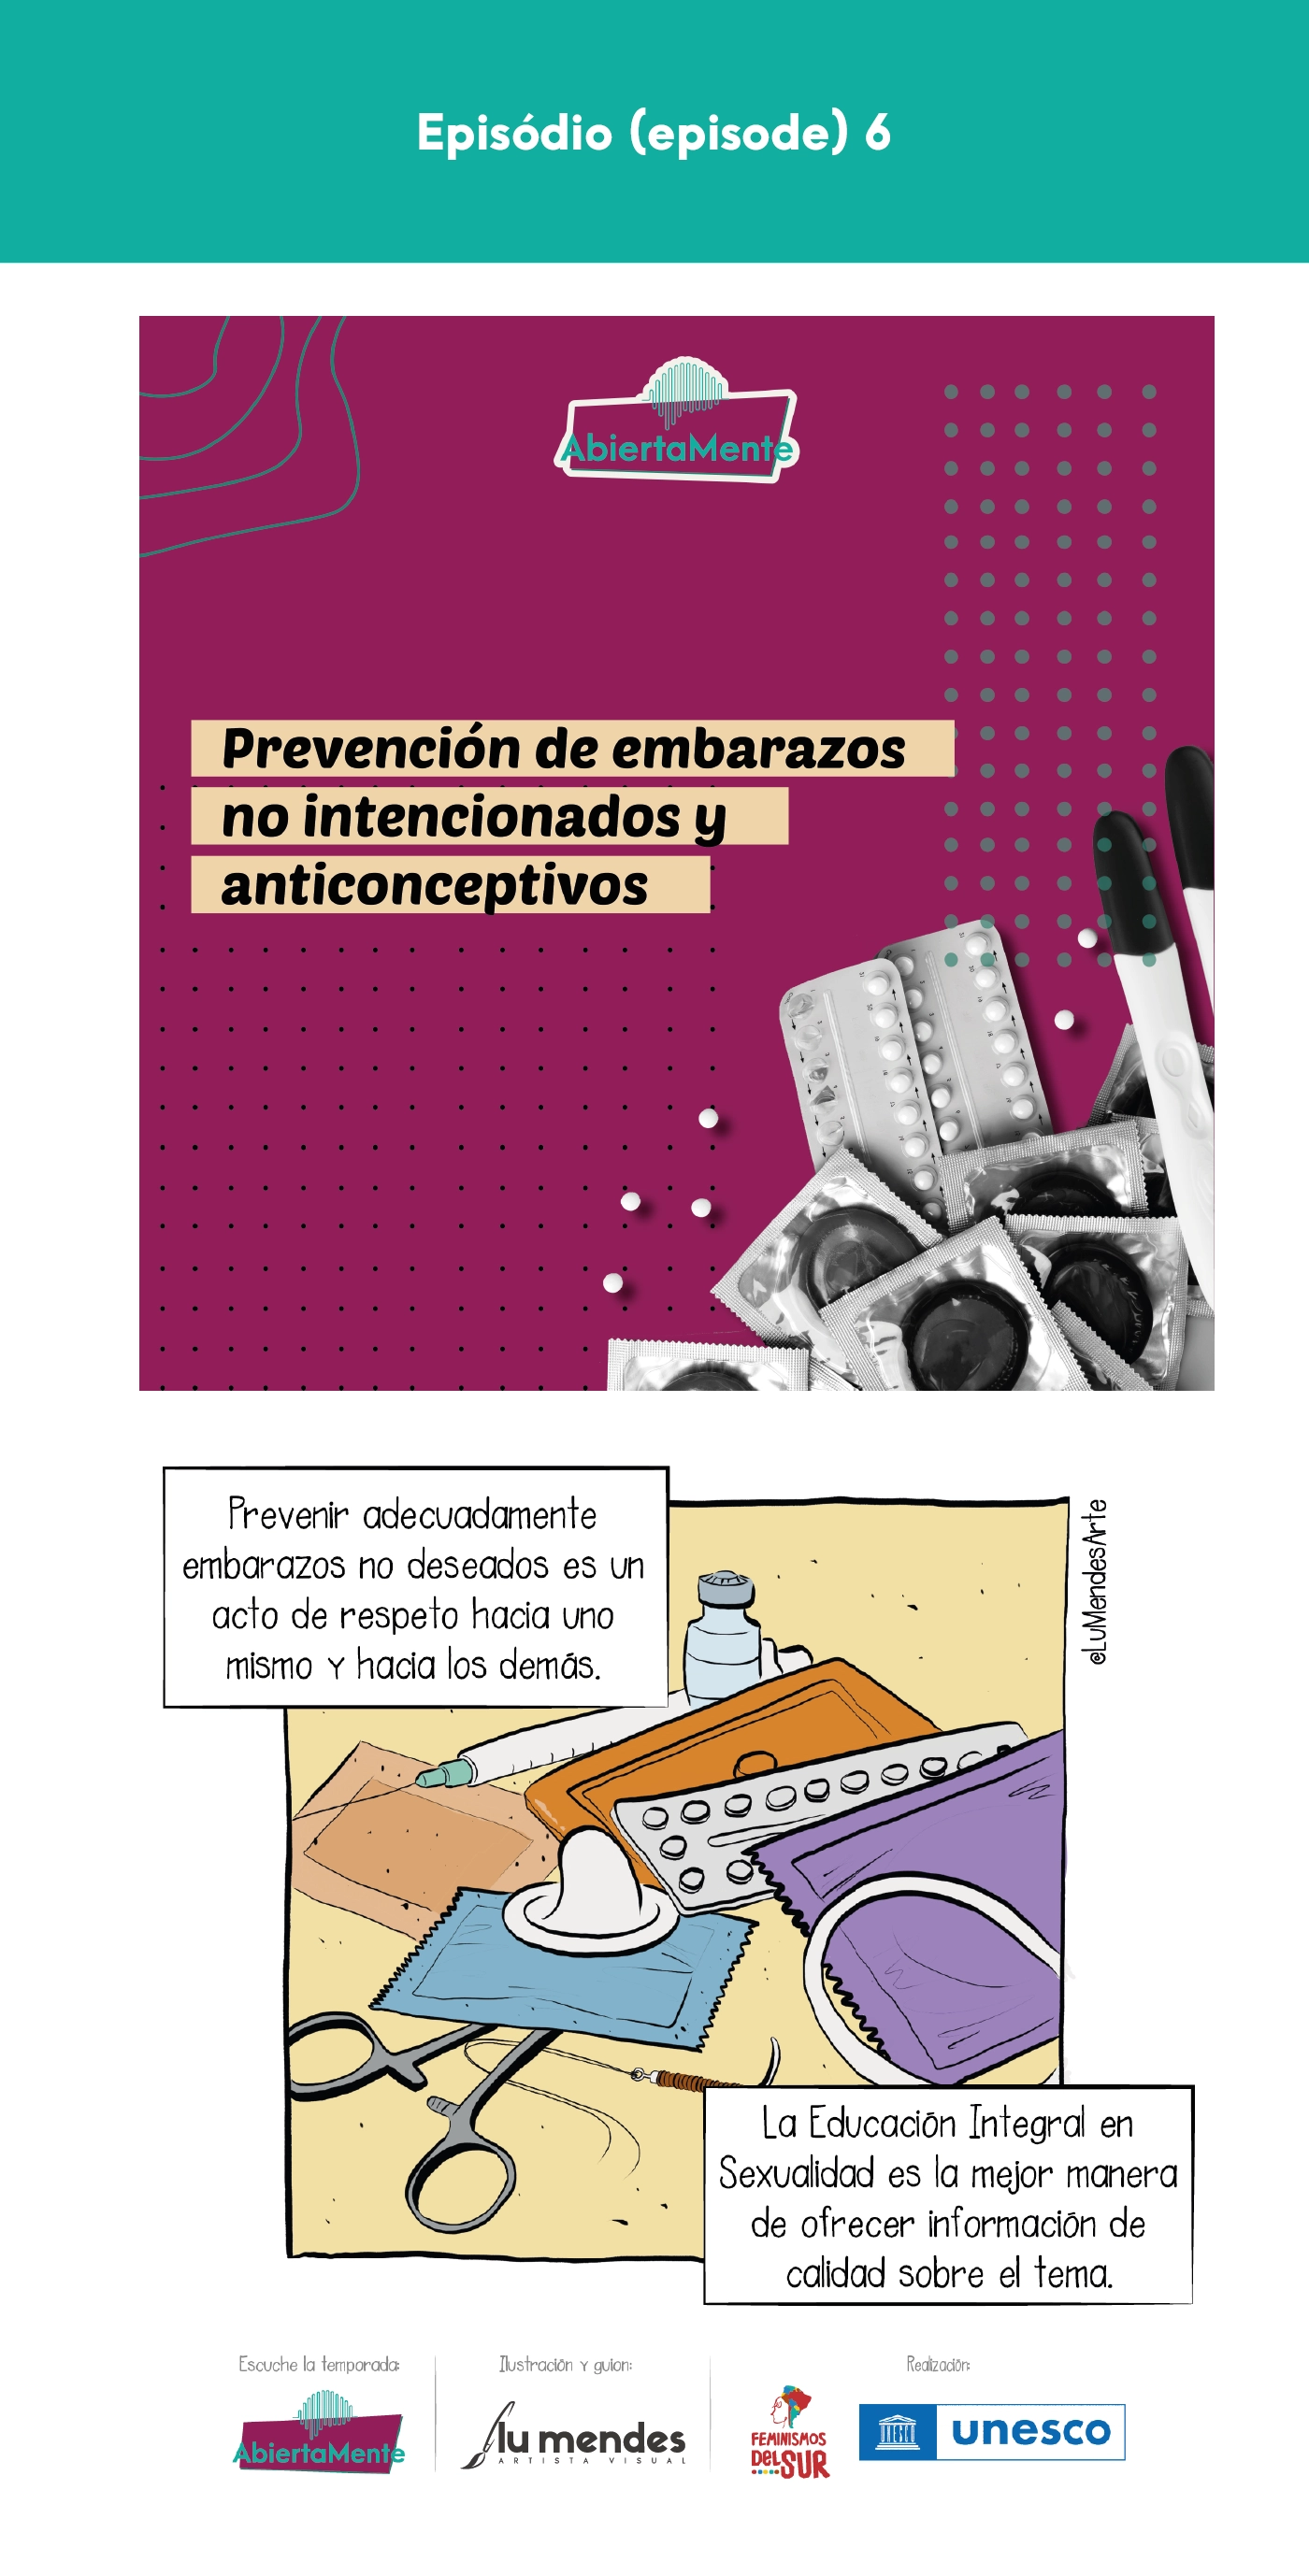 Episódio (episode) 6
AbiertaMente
Prevención de embarazos
no intencionados y
anticonceptivos
Prevenir adecuadamente
embarazos no deseados es un
acto de respeto hacia uno
mismo y hacia los demás.
@LuMendesArte
La Educación Integral en
Sexualidad es la mejor manera
de ofrecer información de
calidad sobre el tema.
Escuche la temporada:
AbiertaMente
Ilustración y guion:
lu mendes
ARTISTA VISUAL
Realización:
FEMINISMOS
DEL SUR
UNESCO
unesco